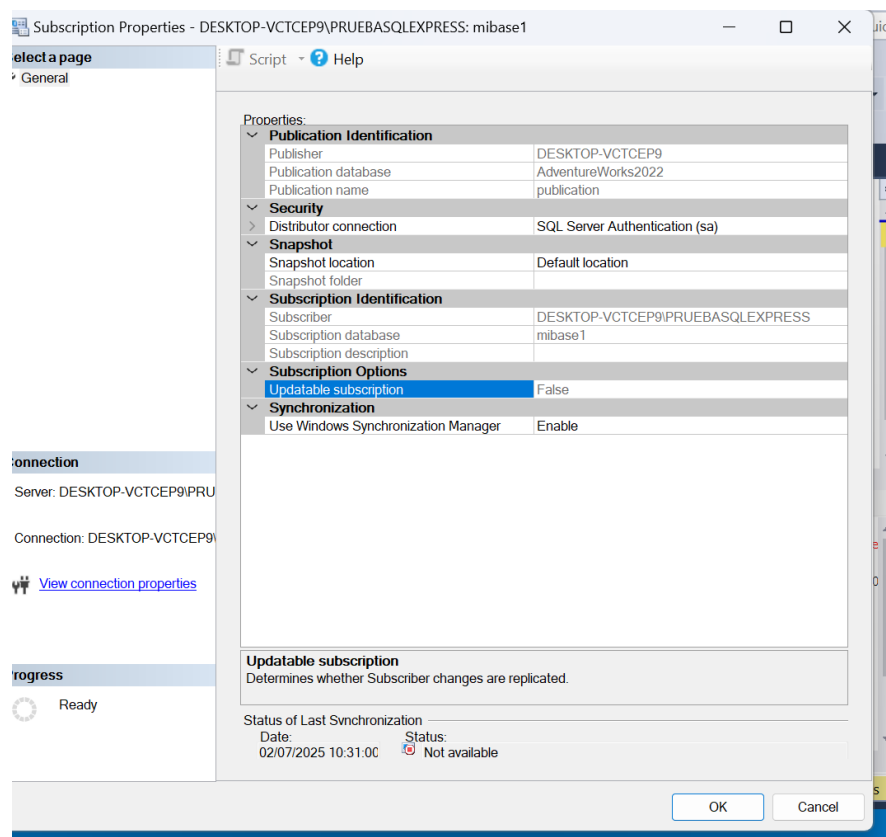 Subscription Properties - DESKTOP-VCTCEP9\PRUEBASQLEXPRESS: mibase1
elect a page
General
Script
Help
Properties:
Publication Identification
Publisher DESKTOP-VCTCEP9
Publication database AdventureWorks2022
Publication name publication
Security
Distributor connection SQL Server Authentication (sa)
Snapshot
Snapshot location Default location
Snapshot folder
Subscription Identification
Subscriber DESKTOP-VCTCEP9\PRUEBASQLEXPRESS
Subscription database mibase1
Subscription description
Subscription Options
Updatable subscription False
Synchronization
Use Windows Synchronization Manager Enable
onnection
Server: DESKTOP-VCTCEP9\PRU
Connection: DESKTOP-VCTCEP9\
View connection properties
Updatable subscription
Determines whether Subscriber changes are replicated.
rogress
Ready
Status of Last Synchronization
Date: Status:
02/07/2025 10:31:00 Not available
OK Cancel